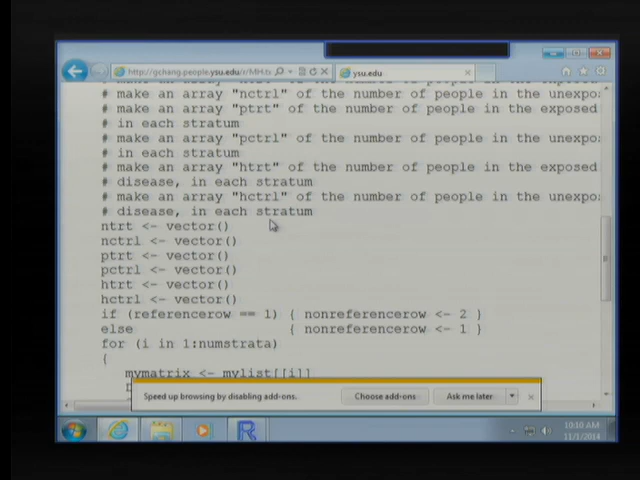 http://gchang.people.ysu.edu/r/MH.tx
ysu.edu
# make an array "nctrl" of the number of people in the unexpo
# make an array "ptrt" of the number of people in the exposed
# in each stratum
# make an array "pctrl" of the number of people in the unexpo
# in each stratum
# make an array "htrt" of the number of people in the exposed
# disease, in each stratum
# make an array "hctrl" of the number of people in the unexpo
# disease, in each stratum
ntrt <- vector()
nctrl <- vector()
ptrt <- vector()
pctrl <- vector()
htrt <- vector()
hctrl <- vector()
if (referencerow == 1) { nonreferencerow <- 2 }
else { nonreferencerow <- 1 }
for (i in 1:numstrata)
{
mymatrix <- mylist[[i]]
Speed up browsing by disabling add-ons.
Choose add-ons
Ask me later
R
10:10 AM
11/1/2014